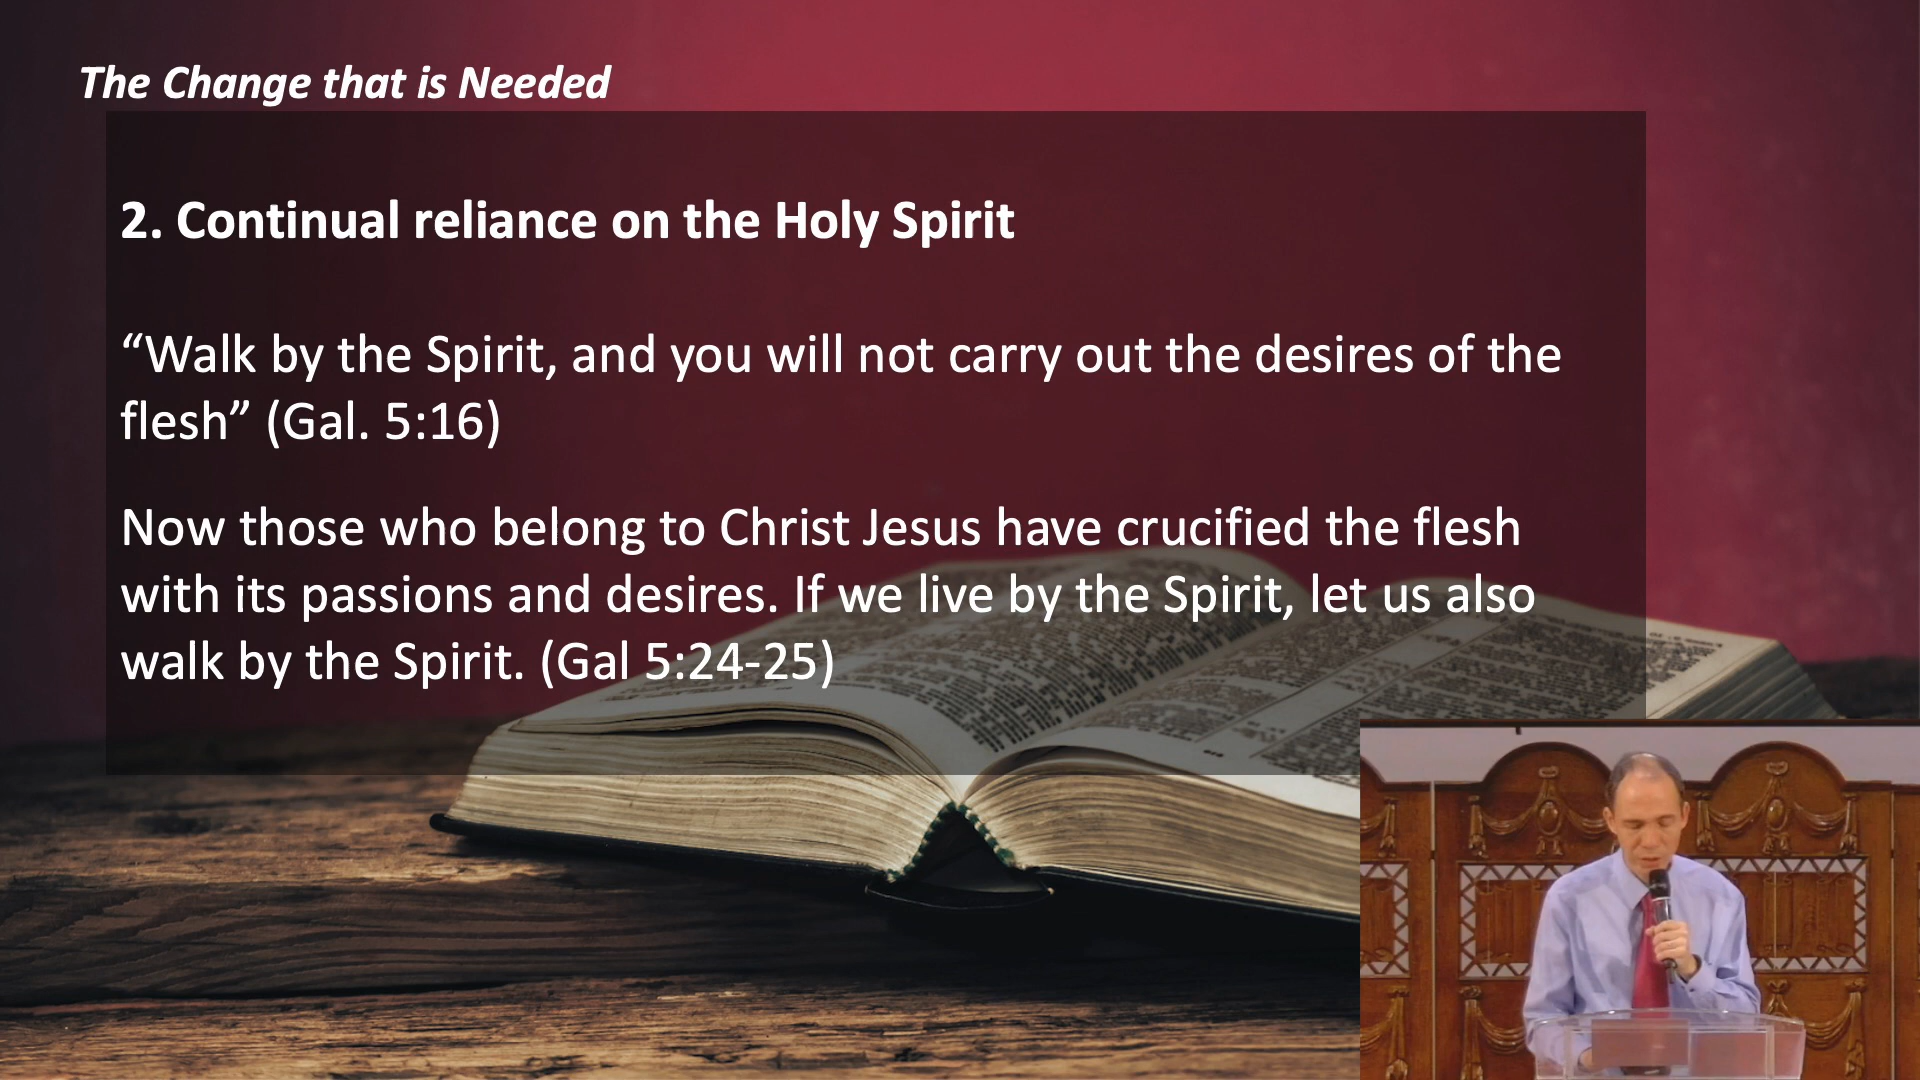 The Change that is Needed
2. Continual reliance on the Holy Spirit
“Walk by the Spirit, and you will not carry out the desires of the
flesh” (Gal. 5:16)
Now those who belong to Christ Jesus have crucified the flesh
with its passions and desires. If we live by the Spirit, let us also
walk by the Spirit. (Gal 5:24-25)